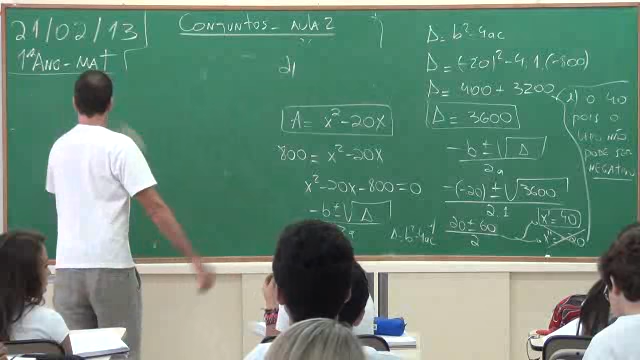 21/02/13
1º ANO - MAT
CONJUNTOS - AULA 2
d)
A = x² - 20x
800 = x² - 20x
x² - 20x - 800 = 0
-b ± √Δ
2a
Δ = b² - 4ac
Δ = b² - 4ac
Δ = (-20)² - 4.1.(-800)
Δ = 400 + 3200
Δ = 3600
-b ± √Δ
2a
-(-20) ± √3600
2.1
20 ± 60
2
x' = 40
x'' = -20
O 40
POIS O
LADO NÃO
PODE SER
NEGATIVO